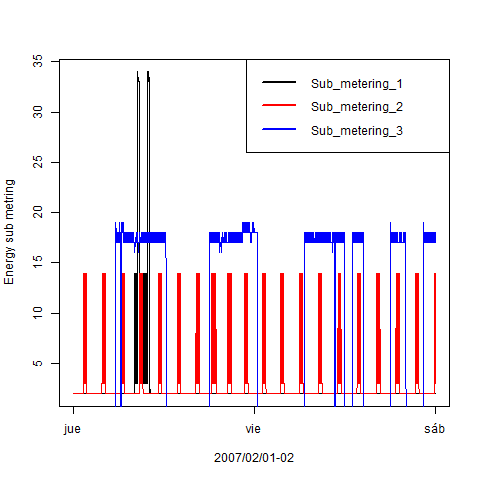 Sub_metering_1
Sub_metering_2
Sub_metering_3
Energy sub metring
35
30
25
20
15
10
5
jue
vie
sáb
2007/02/01-02